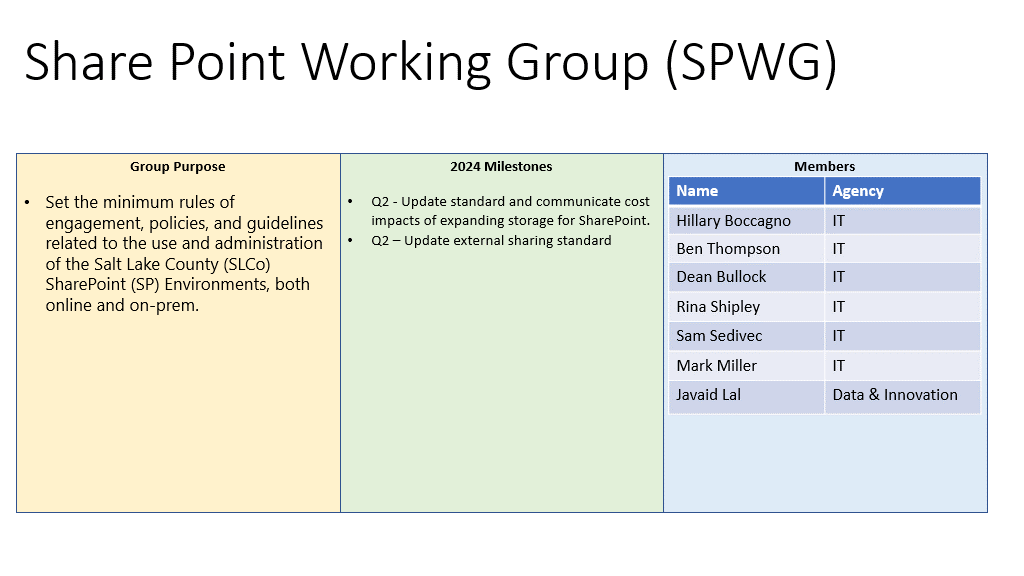 Share Point Working Group (SPWG)
Group Purpose
• Set the minimum rules of
engagement, policies, and guidelines
related to the use and administration
of the Salt Lake County (SLCo)
SharePoint (SP) Environments, both
online and on-prem.
2024 Milestones
• Q2 - Update standard and communicate cost
impacts of expanding storage for SharePoint.
• Q2 – Update external sharing standard
Members
Name Agency
Hillary Boccagno IT
Ben Thompson IT
Dean Bullock IT
Rina Shipley IT
Sam Sedivec IT
Mark Miller IT
Javaid Lal Data & Innovation